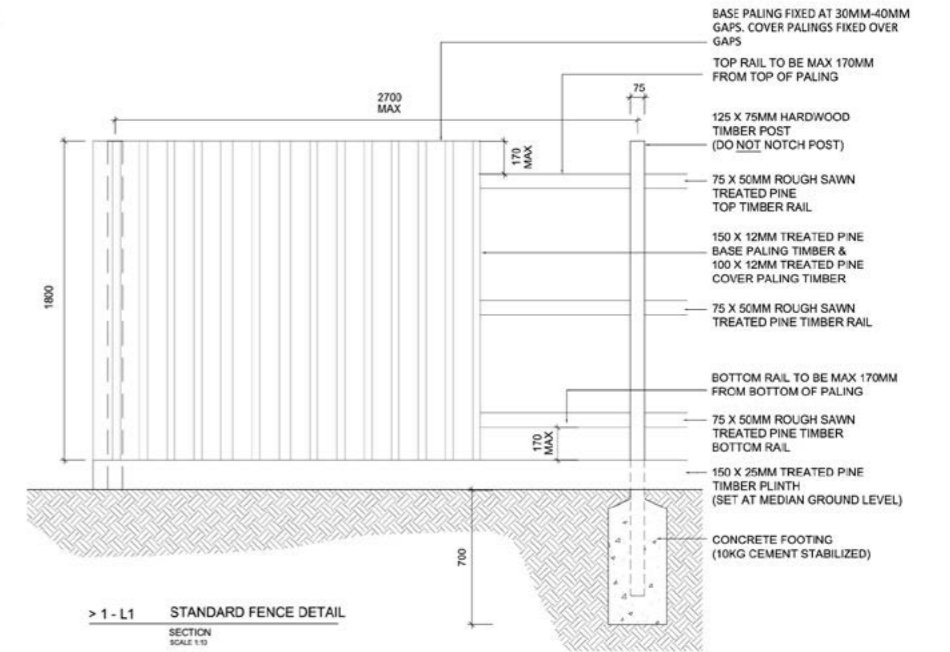 BASE PALING FIXED AT 30MM-40MM
GAPS. COVER PALINGS FIXED OVER
GAPS
TOP RAIL TO BE MAX 170MM
FROM TOP OF PALING
75
2700
MAX
125 X 75MM HARDWOOD
TIMBER POST
(DO NOT NOTCH POST)
170
MAX
75 X 50MM ROUGH SAWN
TREATED PINE
TOP TIMBER RAIL
150 X 12MM TREATED PINE
BASE PALING TIMBER &
100 X 12MM TREATED PINE
COVER PALING TIMBER
1800
75 X 50MM ROUGH SAWN
TREATED PINE TIMBER RAIL
BOTTOM RAIL TO BE MAX 170MM
FROM BOTTOM OF PALING
75 X 50MM ROUGH SAWN
TREATED PINE TIMBER
BOTTOM RAIL
170
MAX
150 X 25MM TREATED PINE
TIMBER PLINTH
(SET AT MEDIAN GROUND LEVEL)
CONCRETE FOOTING
(10KG CEMENT STABILIZED)
700
> 1 - L1 STANDARD FENCE DETAIL
SECTION
SCALE 1:10